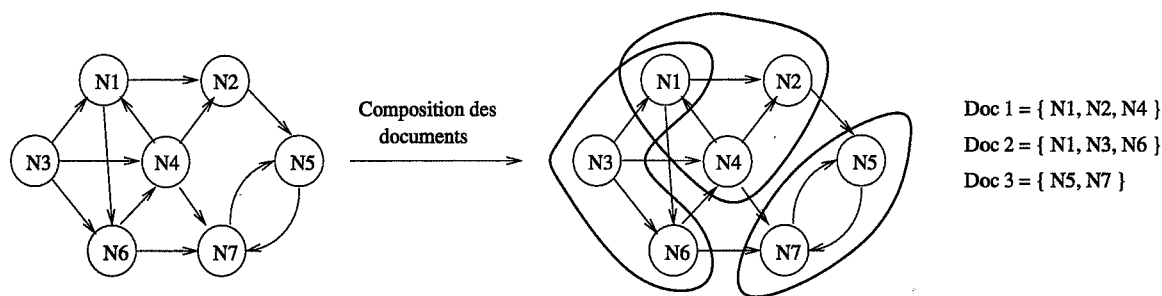 N1 N2
N3 N4 N5
N6 N7
Composition des
documents
N1 N2
N3 N4 N5
N6 N7
Doc 1 = { N1, N2, N4 }
Doc 2 = { N1, N3, N6 }
Doc 3 = { N5, N7 }